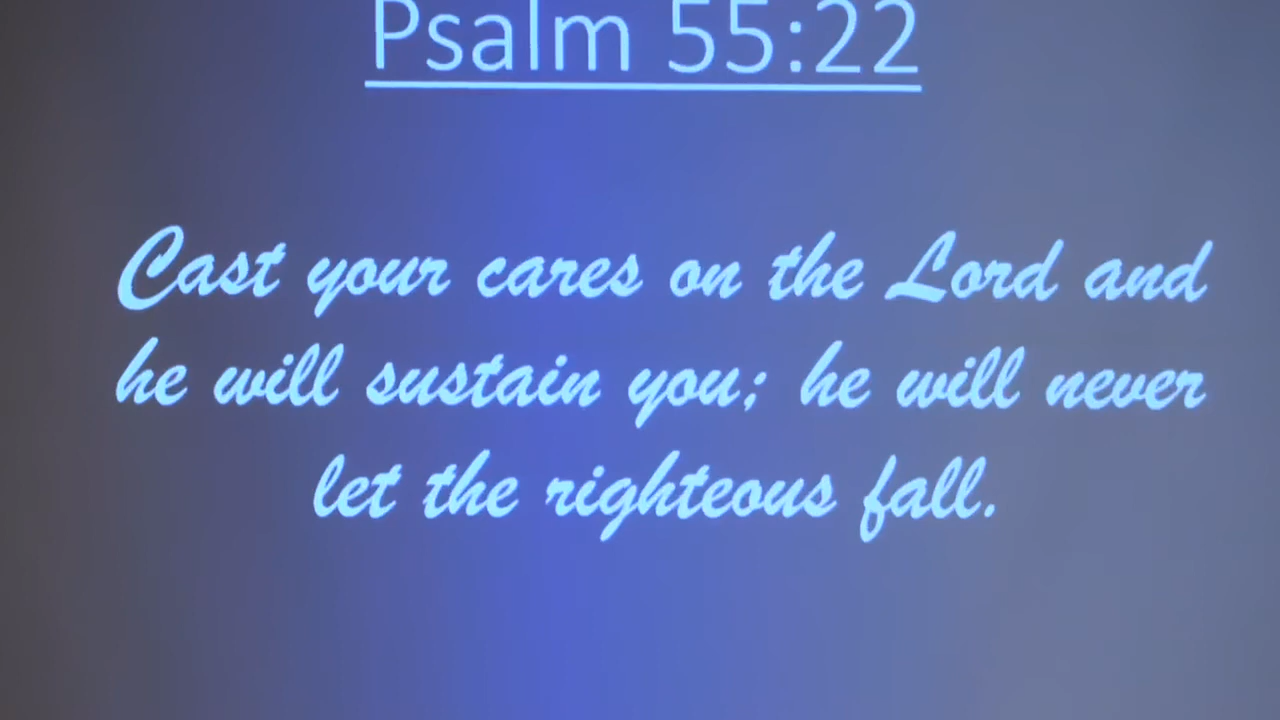 Psalm 55:22
Cast your cares on the Lord and
he will sustain you; he will never
let the righteous fall.